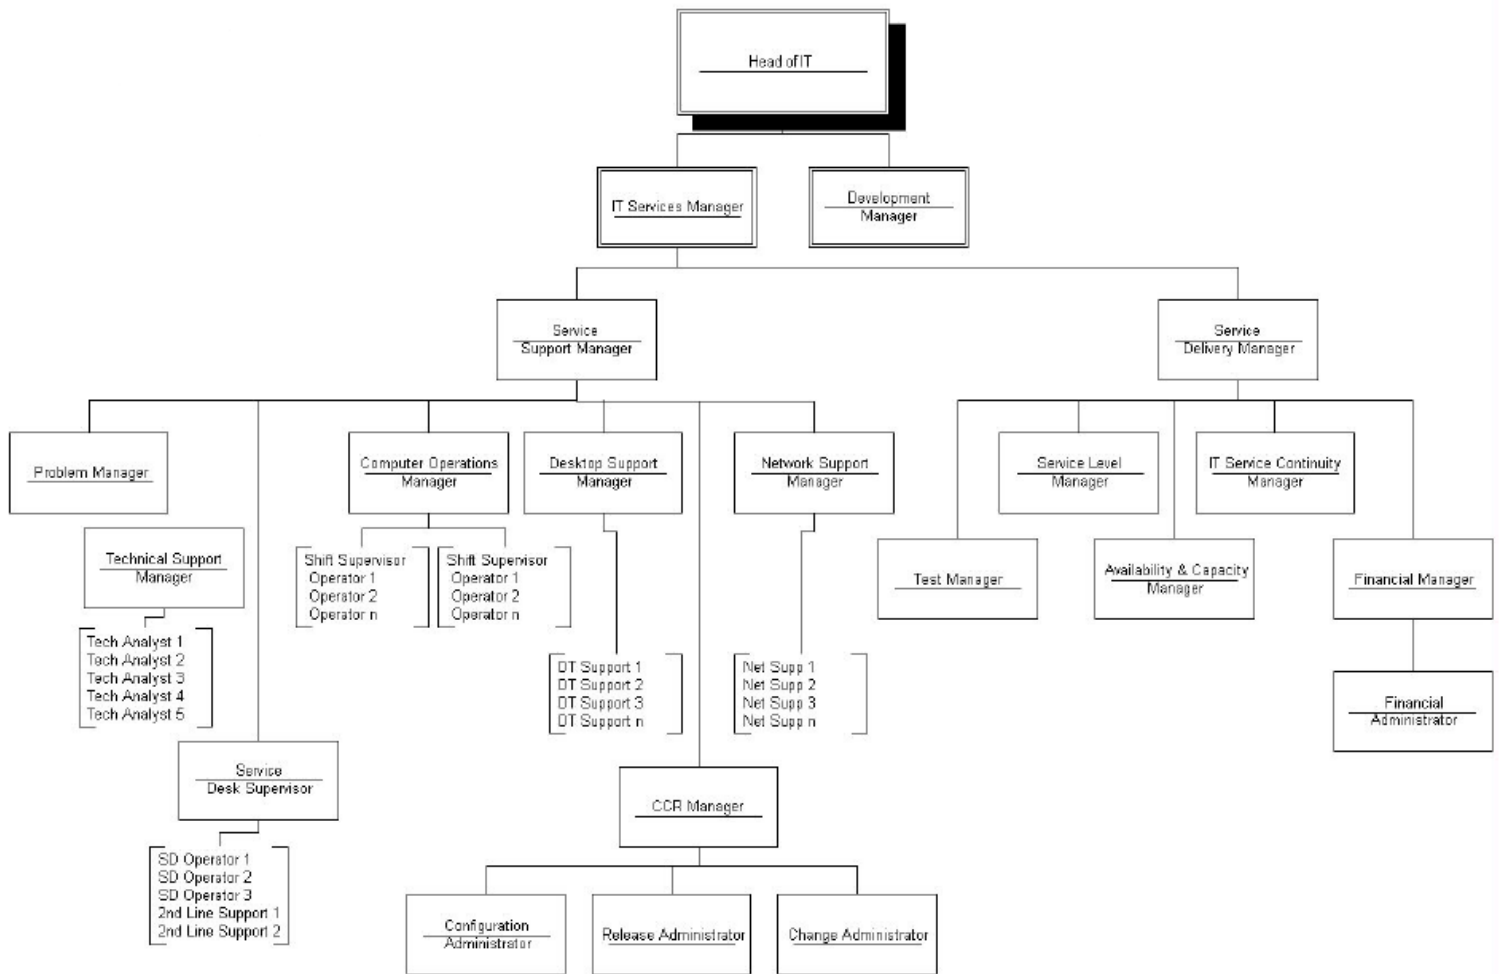 Head of IT
IT Services Manager
Development
Manager
Service
Support Manager
Service
Delivery Manager
Problem Manager
Computer Operations
Manager
Desktop Support
Manager
Network Support
Manager
Service Level
Manager
IT Service Continuity
Manager
Technical Support
Manager
Shift Supervisor
Operator 1
Operator 2
Operator n
Shift Supervisor
Operator 1
Operator 2
Operator n
Test Manager
Availability & Capacity
Manager
Financial Manager
Tech Analyst 1
Tech Analyst 2
Tech Analyst 3
Tech Analyst 4
Tech Analyst 5
DT Support 1
DT Support 2
DT Support 3
DT Support n
Net Supp 1
Net Supp 2
Net Supp 3
Net Supp n
Financial
Administrator
Service
Desk Supervisor
CCR Manager
SD Operator 1
SD Operator 2
SD Operator 3
2nd Line Support 1
2nd Line Support 2
Configuration
Administrator
Release Administrator
Change Administrator